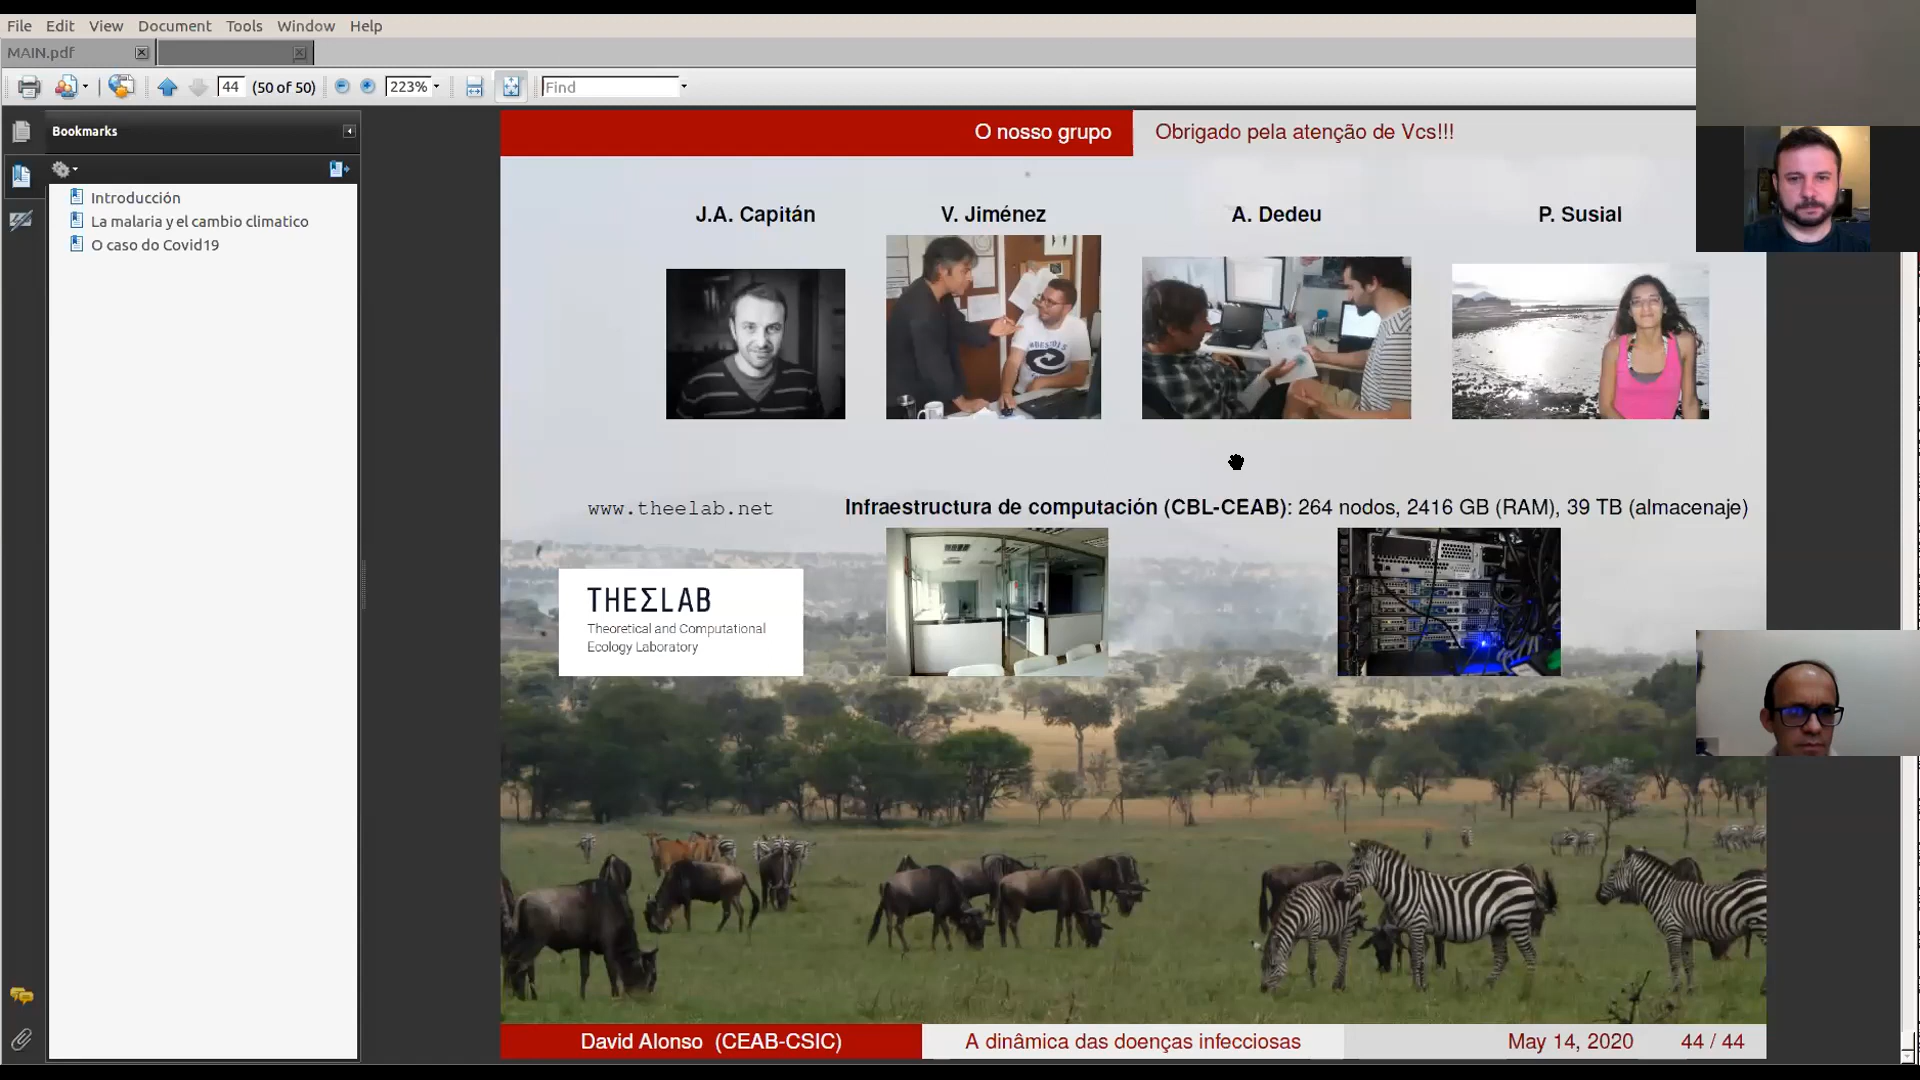 File Edit View Document Tools Window Help
MAIN.pdf
44 (50 of 50) 223% Find
Bookmarks
Introducción
La malaria y el cambio climatico
O caso do Covid19
O nosso grupo Obrigado pela atenção de Vcs!!!
J.A. Capitán V. Jiménez A. Dedeu P. Susial
www.theelab.net Infraestructura de computación (CBL-CEAB): 264 nodos, 2416 GB (RAM), 39 TB (almacenaje)
THEΣLAB
Theoretical and Computational
Ecology Laboratory
David Alonso (CEAB-CSIC) A dinâmica das doenças infecciosas May 14, 2020 44 / 44